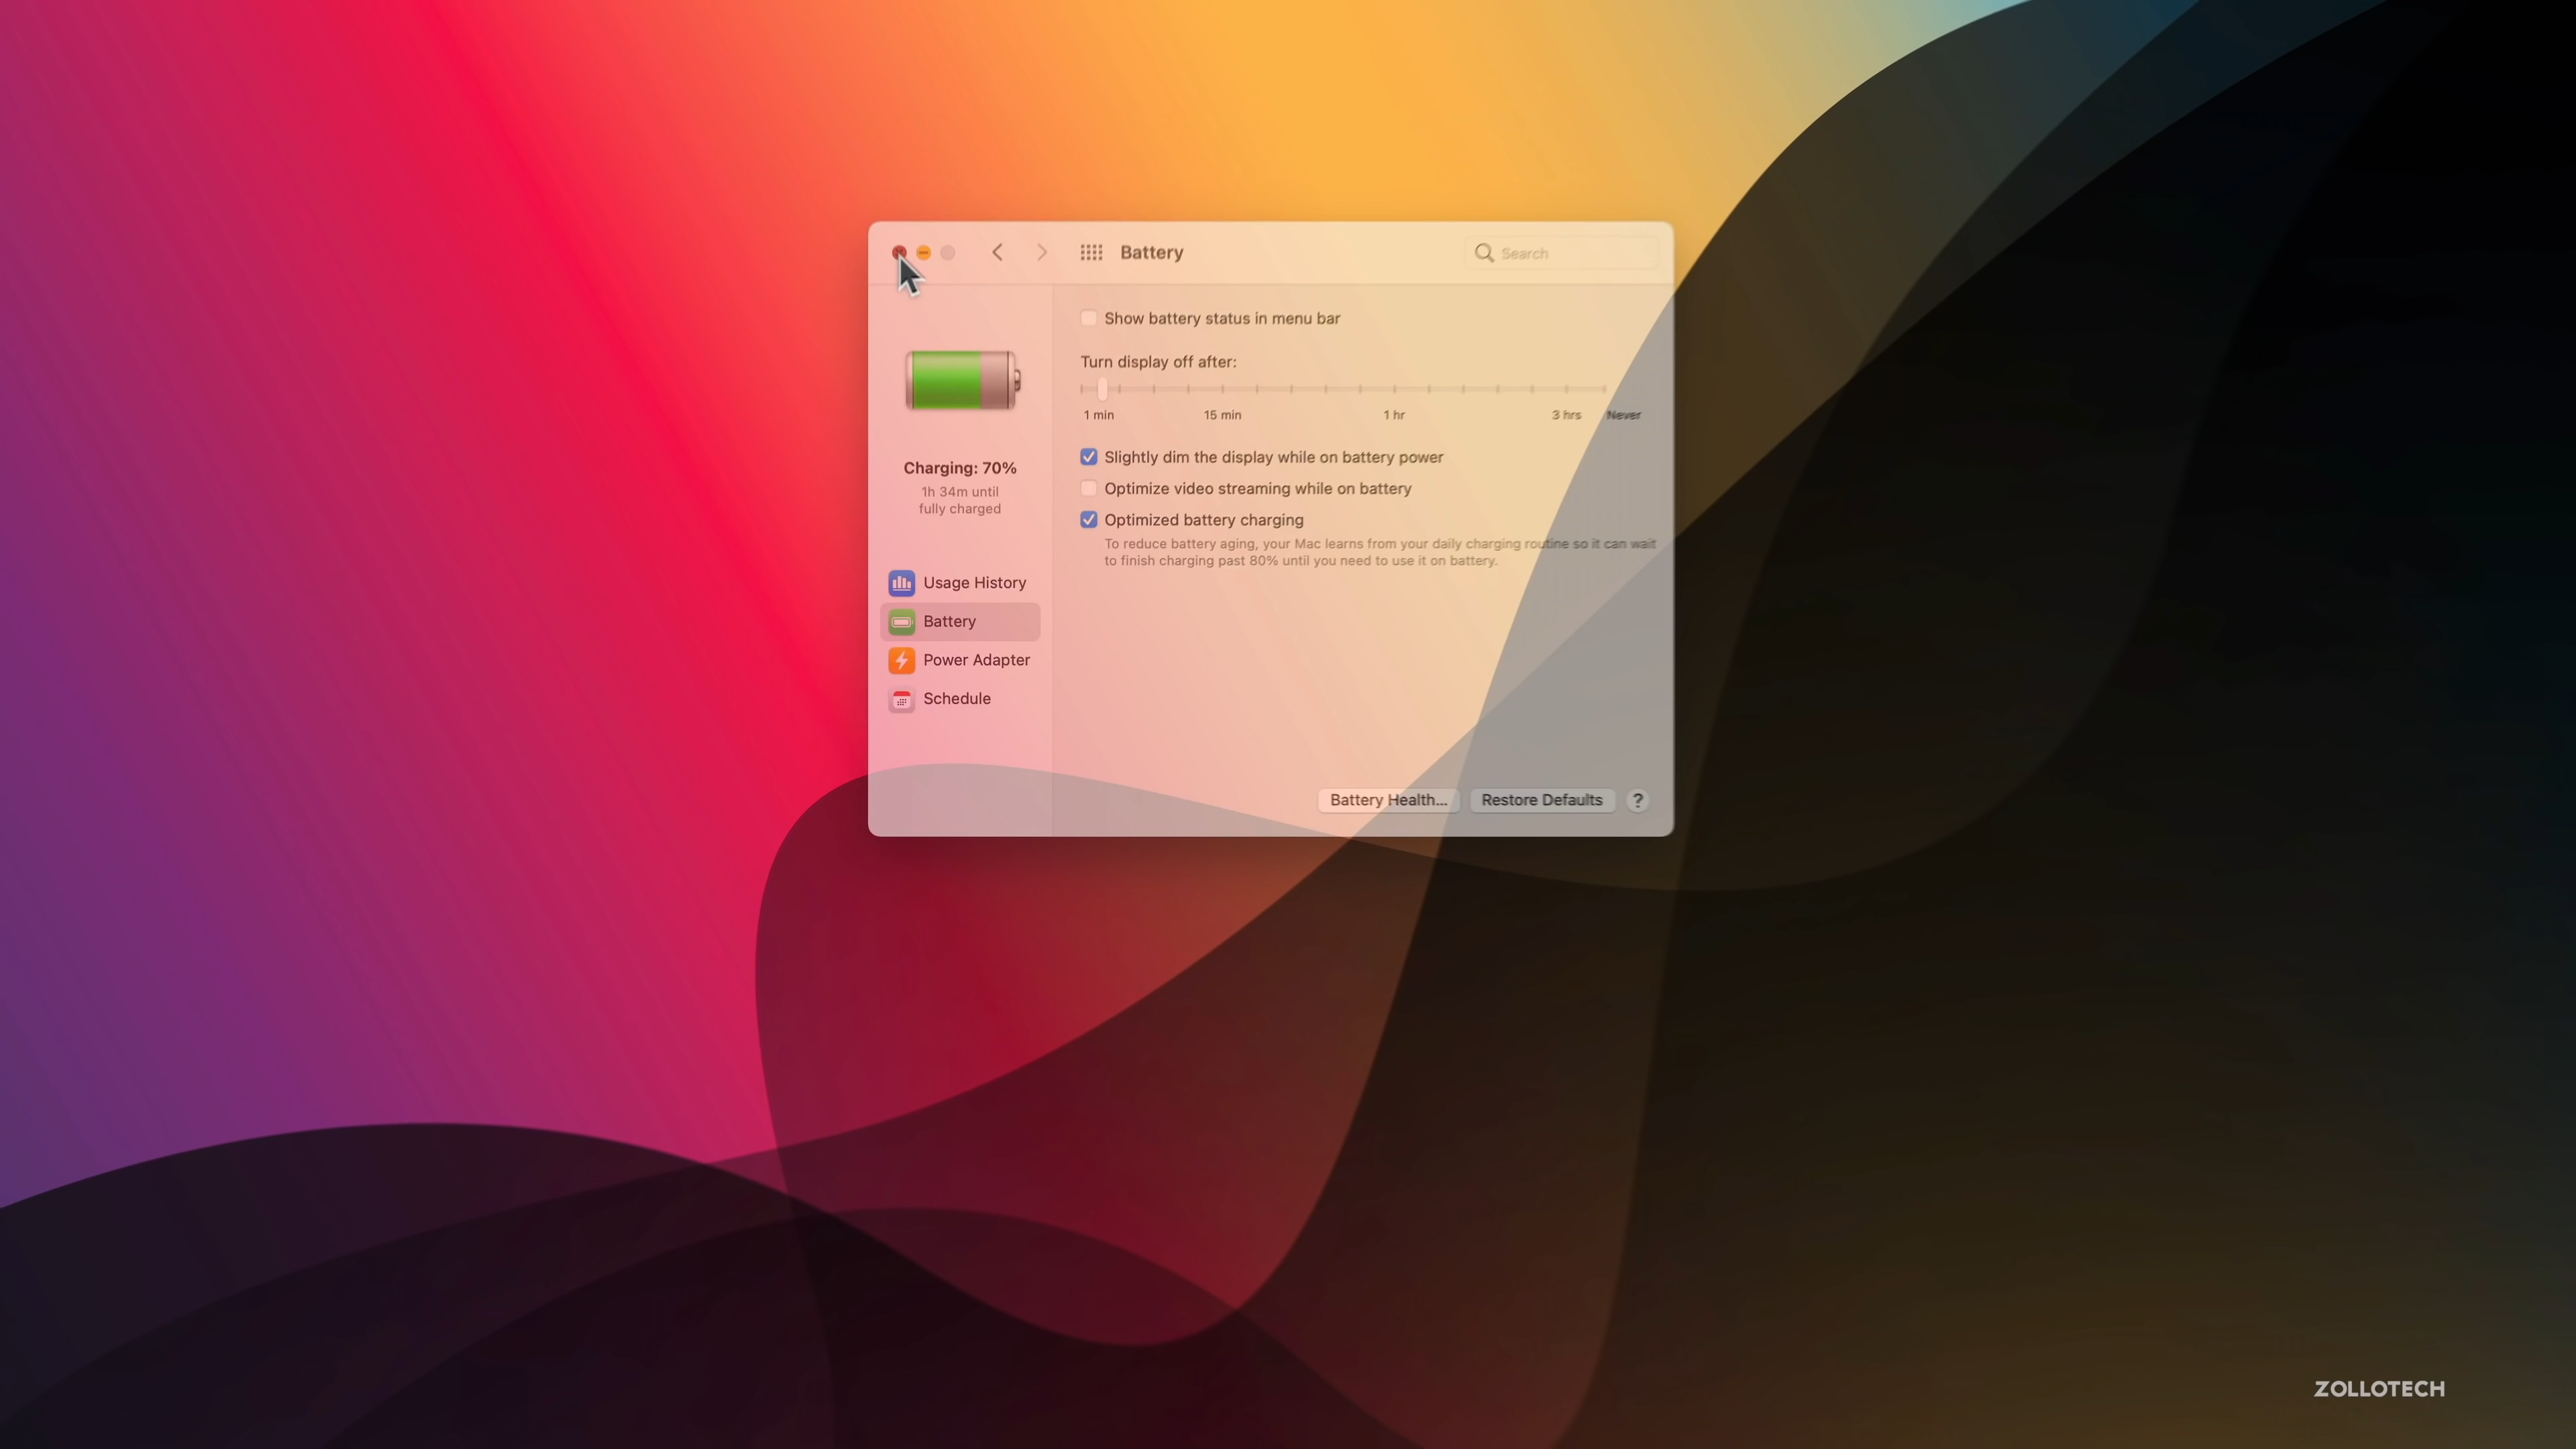 Battery
Search
Show battery status in menu bar
Turn display off after:
1 min 15 min 1 hr 3 hrs Never
Slightly dim the display while on battery power
Optimize video streaming while on battery
Optimized battery charging
To reduce battery aging, your Mac learns from your daily charging routine so it can wait
to finish charging past 80% until you need to use it on battery.
Charging: 70%
1h 34m until
fully charged
Usage History
Battery
Power Adapter
Schedule
Battery Health...
Restore Defaults
?
ZOLLOTECH